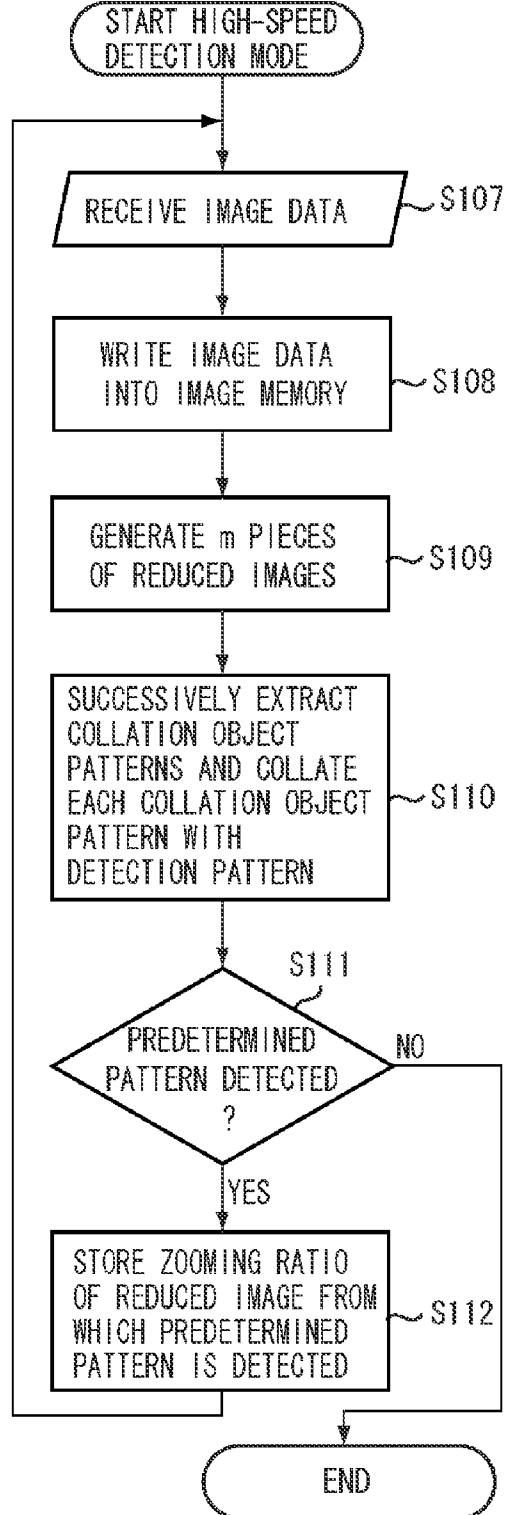 START HIGH-SPEED
DETECTION MODE
RECEIVE IMAGE DATA
S107
WRITE IMAGE DATA
INTO IMAGE MEMORY
S108
GENERATE m PIECES
OF REDUCED IMAGES
S109
SUCCESSIVELY EXTRACT
COLLATION OBJECT
PATTERNS AND COLLATE
EACH COLLATION OBJECT
PATTERN WITH
DETECTION PATTERN
S110
S111
PREDETERMINED
PATTERN DETECTED
?
NO
YES
STORE ZOOMING RATIO
OF REDUCED IMAGE FROM
WHICH PREDETERMINED
PATTERN IS DETECTED
S112
END